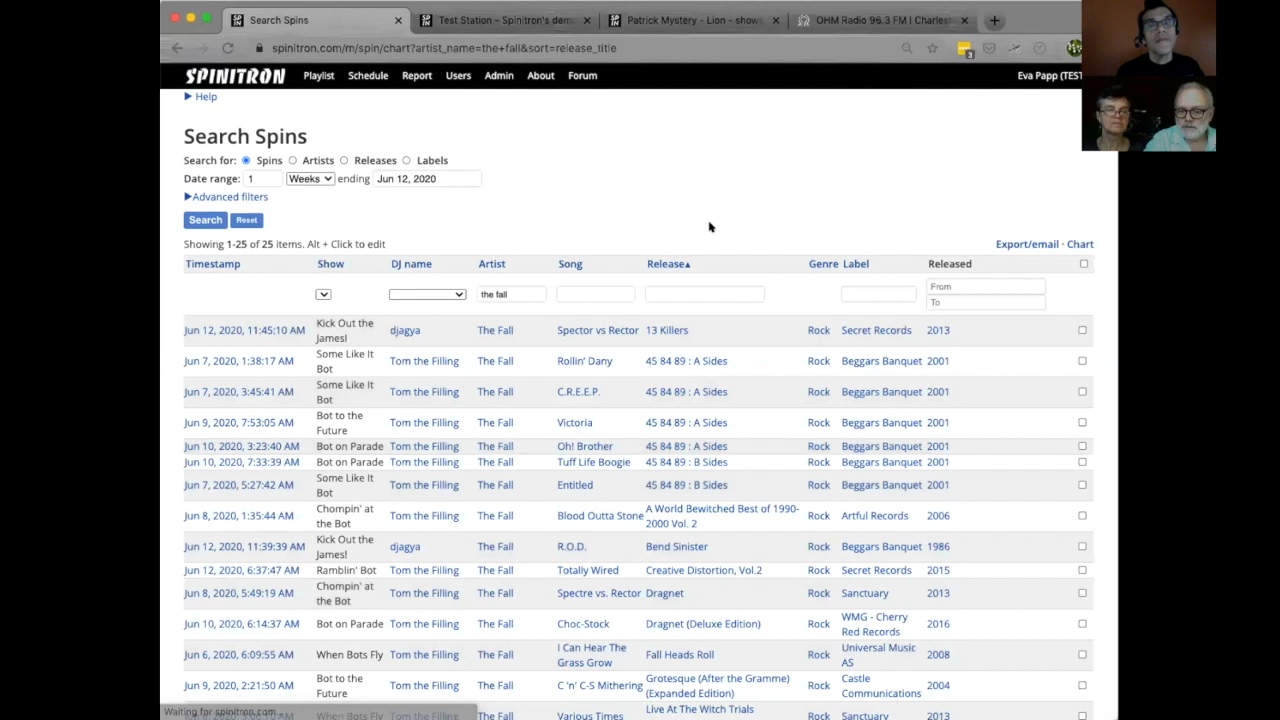 Search Spins
Test Station – Spinitron's dem
Patrick Mystery - Lion - show
OHM Radio 96.3 FM | Charles
spinitron.com/m/spin/chart?artist_name=the+fall&sort=release_title
3
SPINITRON Playlist Schedule Report Users Admin About Forum Eva Papp (TEST
Help
Search Spins
Search for: Spins Artists Releases Labels
Date range: 1 Weeks ending Jun 12, 2020
Advanced filters
Search Reset
Showing 1-25 of 25 items. Alt + Click to edit Export/email · Chart
Timestamp Show DJ name Artist Song Release▲ Genre Label Released
the fall From
To
Jun 12, 2020, 11:45:10 AM Kick Out the James! djagya The Fall Spector vs Rector 13 Killers Rock Secret Records 2013
Jun 7, 2020, 1:38:17 AM Some Like It Bot Tom the Filling The Fall Rollin' Dany 45 84 89 : A Sides Rock Beggars Banquet 2001
Jun 7, 2020, 3:45:41 AM Some Like It Bot Tom the Filling The Fall C.R.E.E.P. 45 84 89 : A Sides Rock Beggars Banquet 2001
Jun 9, 2020, 7:53:05 AM Bot to the Future Tom the Filling The Fall Victoria 45 84 89 : A Sides Rock Beggars Banquet 2001
Jun 10, 2020, 3:23:40 AM Bot on Parade Tom the Filling The Fall Oh! Brother 45 84 89 : A Sides Rock Beggars Banquet 2001
Jun 10, 2020, 7:33:39 AM Bot on Parade Tom the Filling The Fall Tuff Life Boogie 45 84 89 : B Sides Rock Beggars Banquet 2001
Jun 7, 2020, 5:27:42 AM Some Like It Bot Tom the Filling The Fall Entitled 45 84 89 : B Sides Rock Beggars Banquet 2001
Jun 8, 2020, 1:35:44 AM Chompin' at the Bot Tom the Filling The Fall Blood Outta Stone A World Bewitched Best of 1990-2000 Vol. 2 Rock Artful Records 2006
Jun 12, 2020, 11:39:39 AM Kick Out the James! djagya The Fall R.O.D. Bend Sinister Rock Beggars Banquet 1986
Jun 12, 2020, 6:37:47 AM Ramblin' Bot Tom the Filling The Fall Totally Wired Creative Distortion, Vol.2 Rock Secret Records 2015
Jun 8, 2020, 5:49:19 AM Chompin' at the Bot Tom the Filling The Fall Spectre vs. Rector Dragnet Rock Sanctuary 2013
Jun 10, 2020, 6:14:37 AM Bot on Parade Tom the Filling The Fall Choc-Stock Dragnet (Deluxe Edition) Rock WMG - Cherry Red Records 2016
Jun 6, 2020, 6:09:55 AM When Bots Fly Tom the Filling The Fall I Can Hear The Grass Grow Fall Heads Roll Rock Universal Music AS 2008
Jun 9, 2020, 2:21:50 AM Bot to the Future Tom the Filling The Fall C 'n' C-S Mithering Grotesque (After the Gramme) (Expanded Edition) Rock Castle Communications 2004
When Bots Fly Tom the Filling The Fall Various Times Live At The Witch Trials Rock Sanctuary 2013
Waiting for spinitron.com...